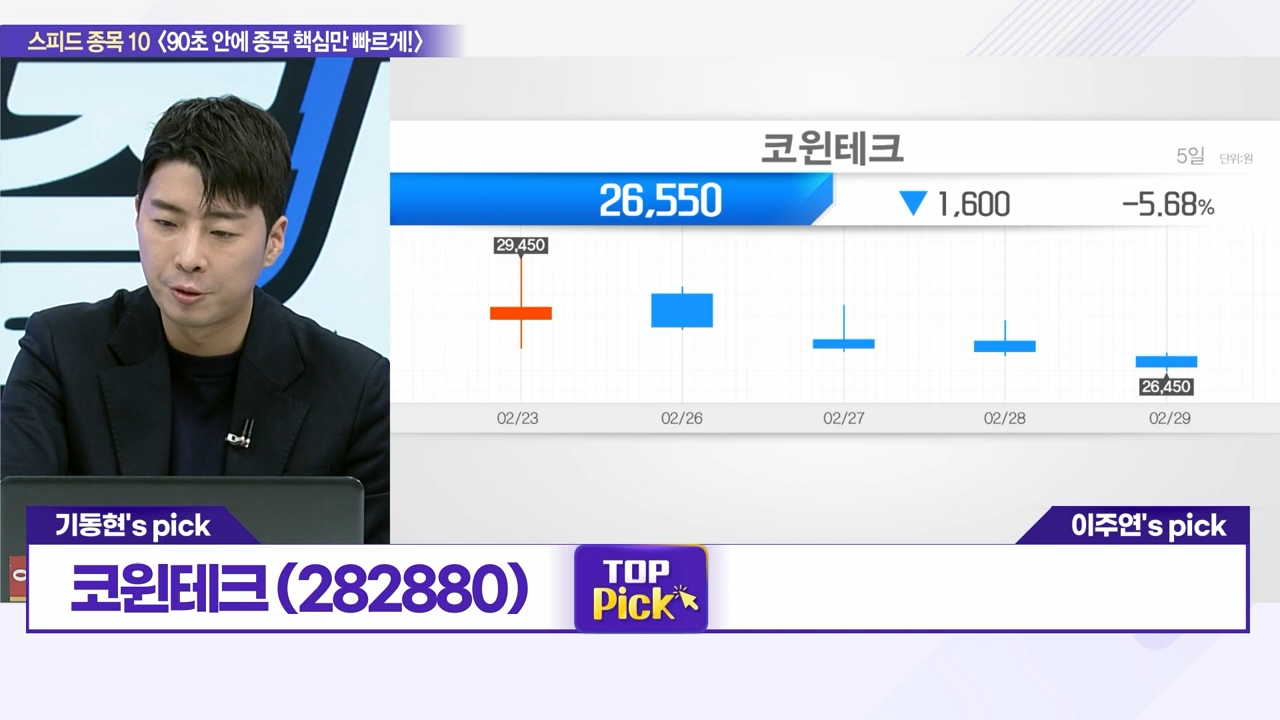 스피드 종목 10 〈90초 안에 종목 핵심만 빠르게!〉
코윈테크
5일 단위:원
26,550 ▼ 1,600 -5.68%
29,450
26,450
02/23 02/26 02/27 02/28 02/29
기동현's pick
이주연's pick
코윈테크 (282880)
TOP
Pick